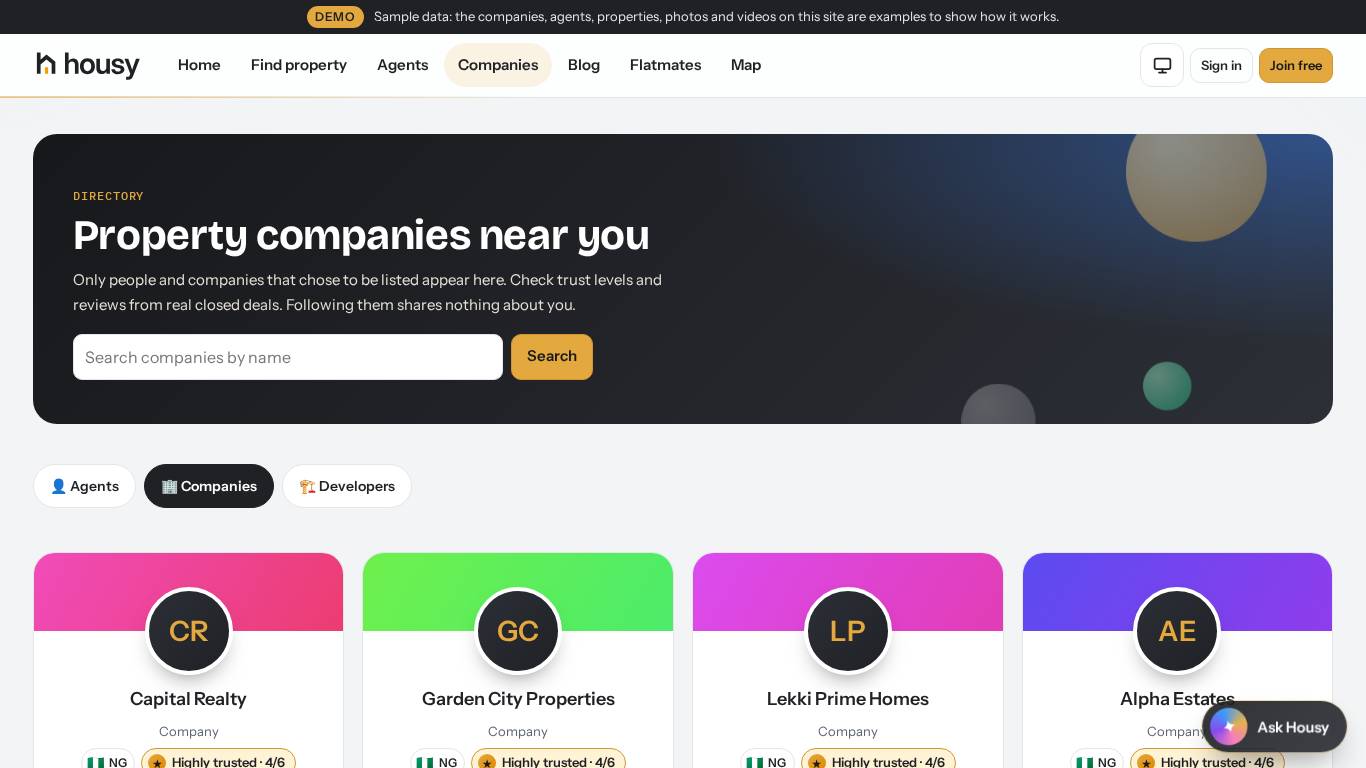 DEMO Sample data: the companies, agents, properties, photos and videos on this site are examples to show how it works.
housy Home Find property Agents Companies Blog Flatmates Map Sign in Join free
DIRECTORY
Property companies near you
Only people and companies that chose to be listed appear here. Check trust levels and
reviews from real closed deals. Following them shares nothing about you.
Search companies by name Search
Agents Companies Developers
CR GC LP AE
Capital Realty Garden City Properties Lekki Prime Homes Alpha Estates
Company Company Company Company
Ask Housy
NG Highly trusted · 4/6 NG Highly trusted · 4/6 NG Highly trusted · 4/6 NG Highly trusted · 4/6